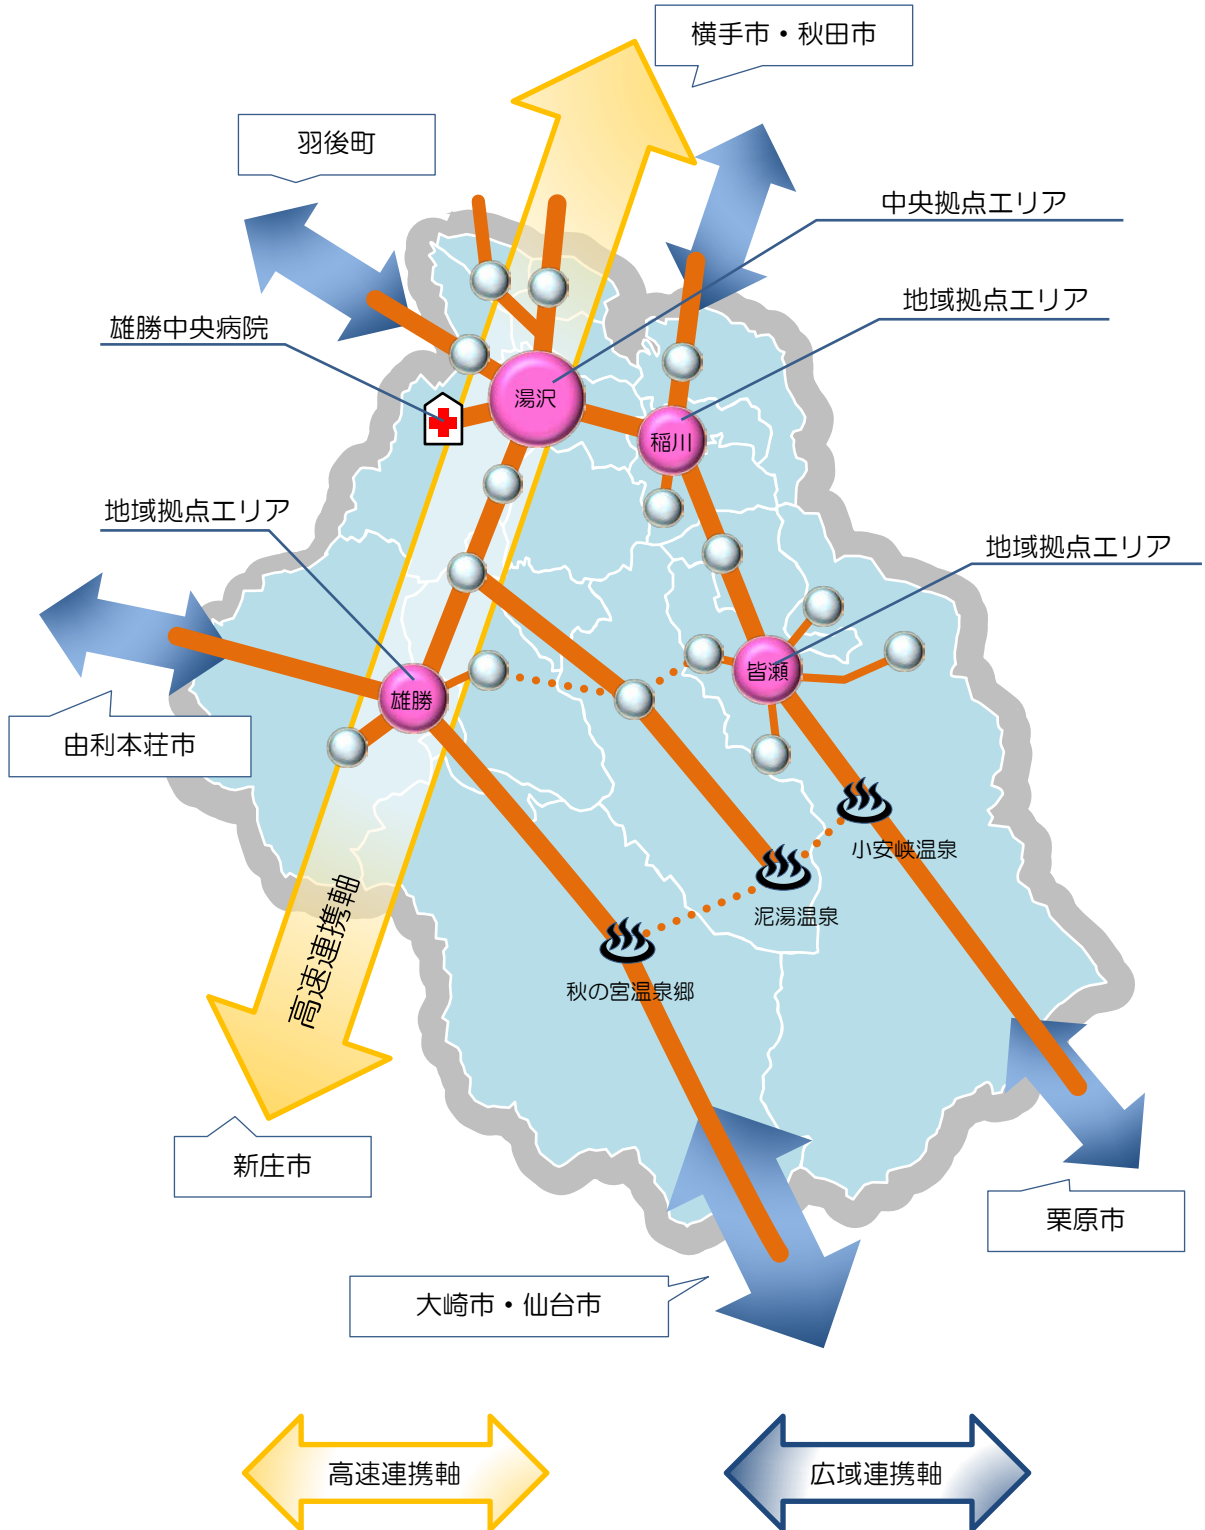 横手市・秋田市
羽後町
中央拠点エリア
地域拠点エリア
雄勝中央病院
湯沢
稲川
地域拠点エリア
地域拠点エリア
皆瀬
雄勝
由利本荘市
小安峡温泉
泥湯温泉
高速連携軸
秋の宮温泉郷
新庄市
栗原市
大崎市・仙台市
高速連携軸
広域連携軸